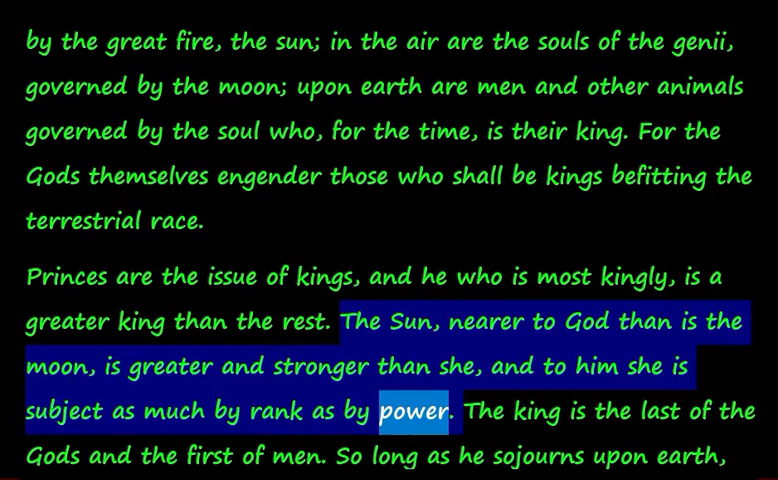 by the great fire, the sun; in the air are the souls of the genii,
governed by the moon; upon earth are men and other animals
governed by the soul who, for the time, is their king. For the
Gods themselves engender those who shall be kings befitting the
terrestrial race.
Princes are the issue of kings, and he who is most kingly, is a
greater king than the rest. The Sun, nearer to God than is the
moon, is greater and stronger than she, and to him she is
subject as much by rank as by power. The king is the last of the
Gods and the first of men. So long as he sojourns upon earth,